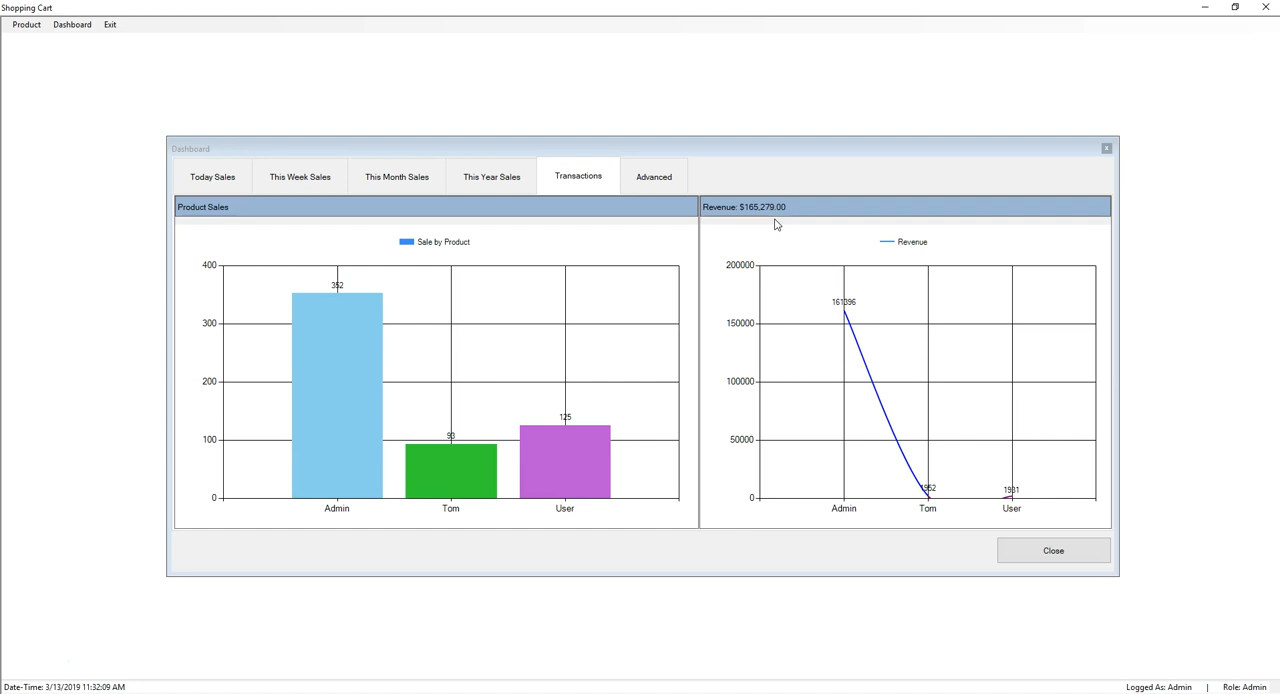 Shopping Cart
Product Dashboard Exit
Dashboard
x
Today Sales This Week Sales This Month Sales This Year Sales Transactions Advanced
Product Sales
Revenue: $165,279.00
Sale by Product
400
300
200
100
0
352
93
125
Admin Tom User
Revenue
200000
150000
100000
50000
0
161396
1952
1931
Admin Tom User
Close
Date-Time: 3/13/2019 11:32:09 AM
Logged As: Admin | Role: Admin